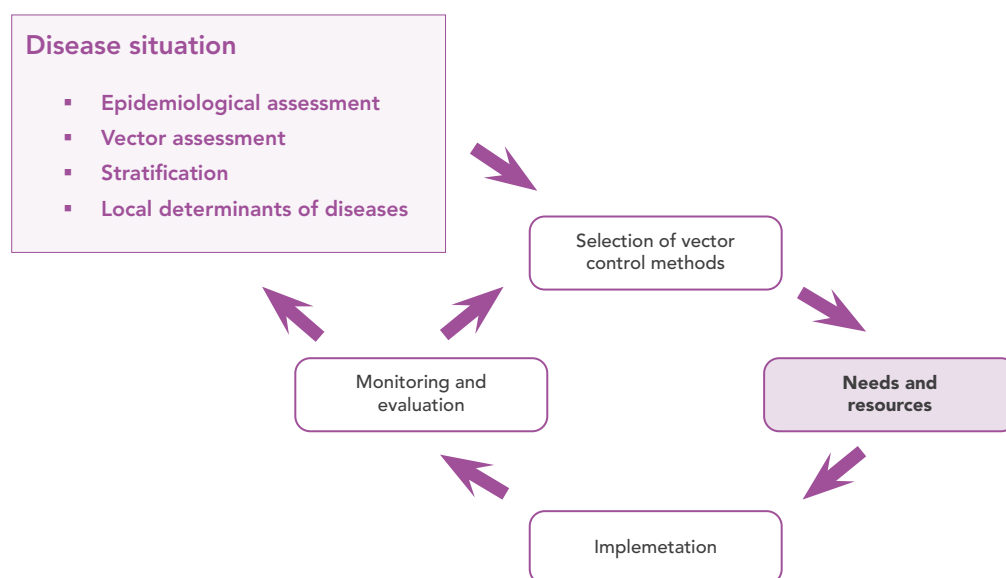 Disease situation
▪ Epidemiological assessment
▪ Vector assessment
▪ Stratification
▪ Local determinants of diseases
Selection of vector
control methods
Monitoring and
evaluation
Needs and
resources
Implemetation